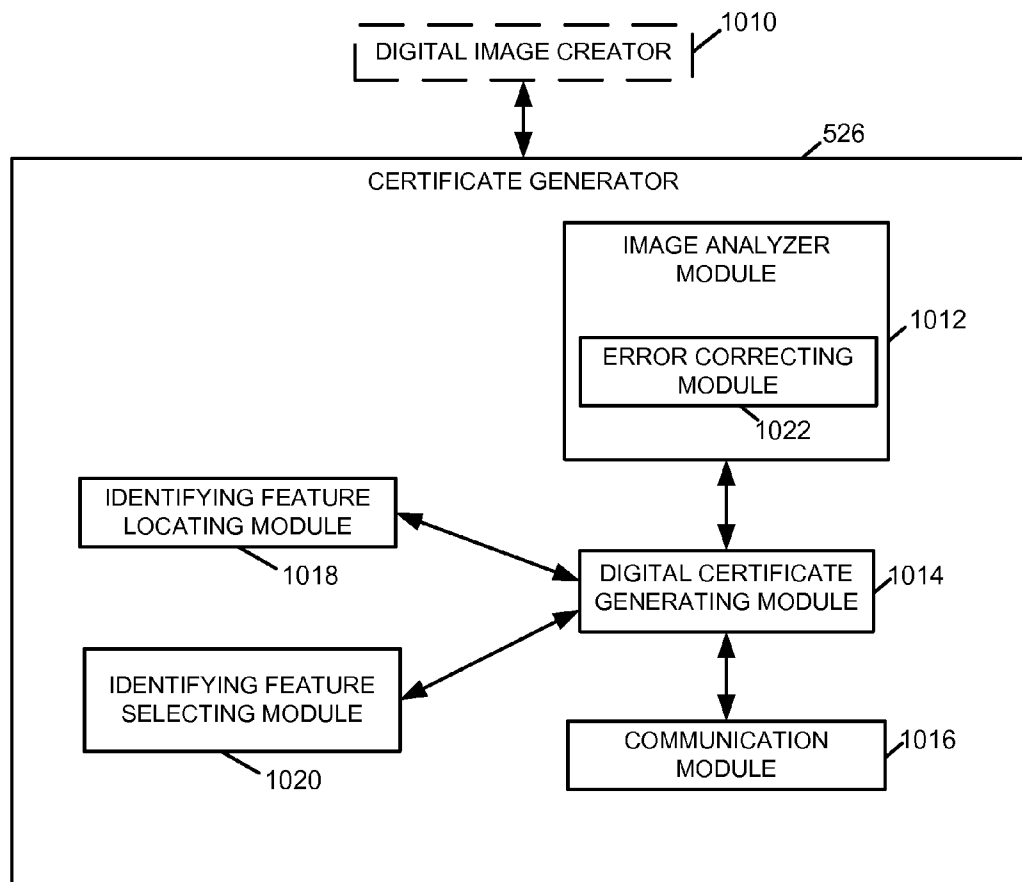 1010
DIGITAL IMAGE CREATOR
526
CERTIFICATE GENERATOR
IMAGE ANALYZER
MODULE
1012
ERROR CORRECTING
MODULE
1022
IDENTIFYING FEATURE
LOCATING MODULE
1018
DIGITAL CERTIFICATE
GENERATING MODULE
1014
IDENTIFYING FEATURE
SELECTING MODULE
1020
COMMUNICATION
MODULE
1016